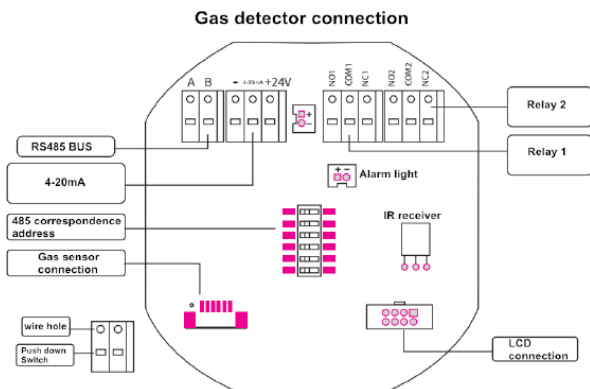 Gas detector connection
A B - 4-20mA +24V
NO1 COM1 NC1 NO2 COM2 NC2
+
-
Relay 2
RS485 BUS
Relay 1
4-20mA
+ -
Alarm light
485 correspondence
address
IR receiver
Gas sensor
connection
wire hole
Push down
Switch
LCD
connection